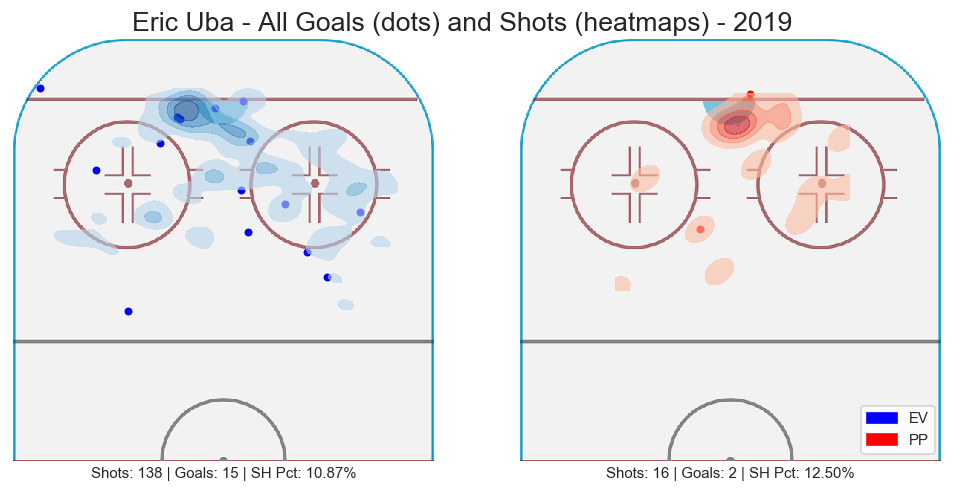 Eric Uba - All Goals (dots) and Shots (heatmaps) - 2019
EV
PP
Shots: 138 | Goals: 15 | SH Pct: 10.87%
Shots: 16 | Goals: 2 | SH Pct: 12.50%